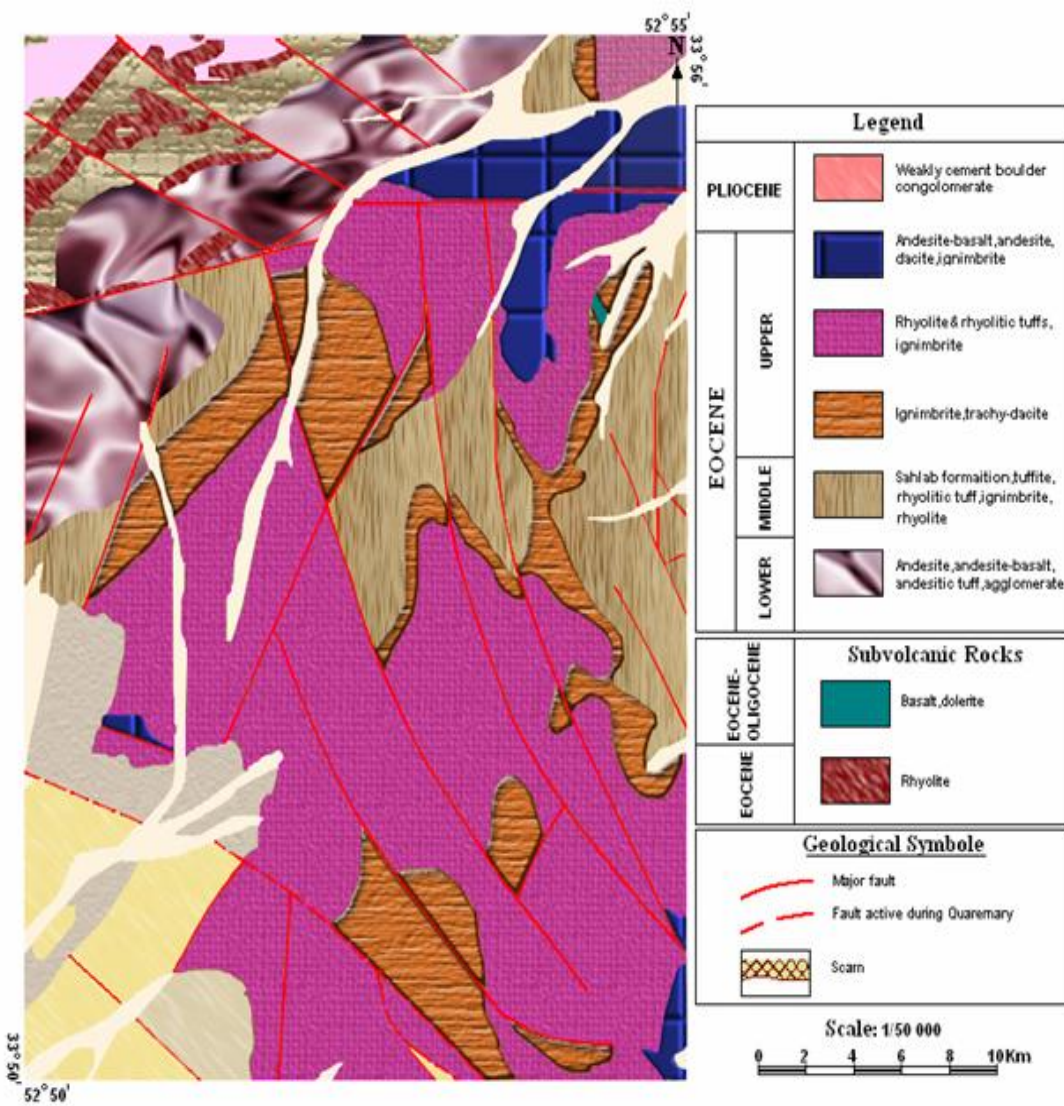 52°55'
N
33°56'
Legend
PLIOCENE
Weakly cement boulder
congolomerate
EOCENE
UPPER
Andesite-basalt,andesite,
dacite,ignimbrite
Rhyolite & rhyolitic tuffs,
ignimbrite
Ignimbrite,trachy-dacite
MIDDLE
Sahlab formaition,tuffite,
rhyolitic tuff,ignimbrite,
rhyolite
LOWER
Andesite,andesite-basalt,
andesitic tuff,agglomerate
Subvolcanic Rocks
EOCENE-
OLIGOCENE
Basalt,dolerite
EOCENE
Rhyolite
Geological Symbole
Major fault
Fault active during Quaremary
Scarn
Scale: 1/50 000
0 2 4 6 8 10Km
33°50'
52°50'